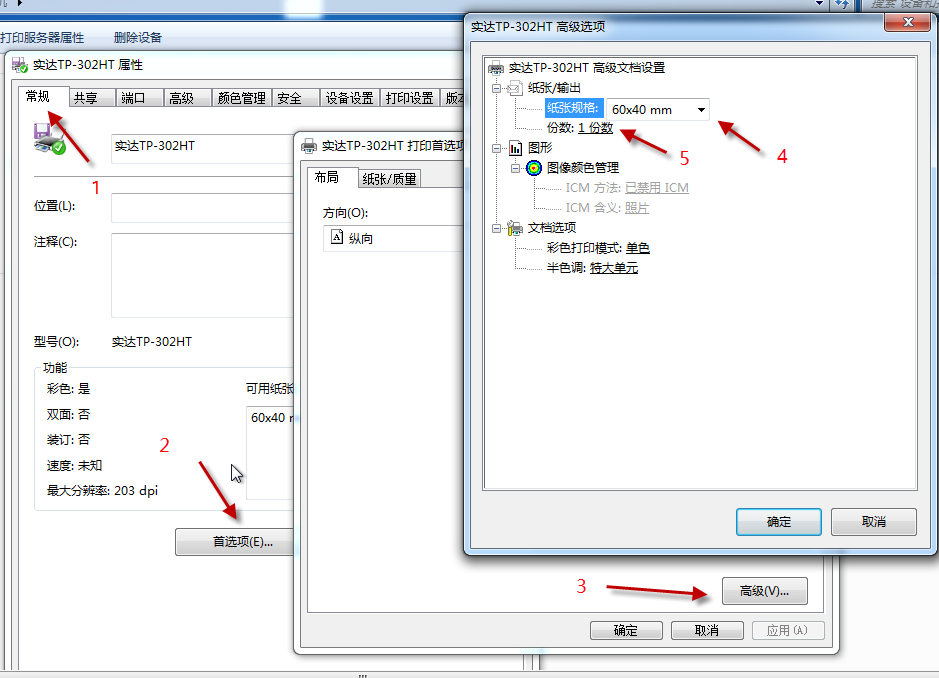 搜索 设备和
打印服务器属性 删除设备
实达TP-302HT 属性
常规 共享 端口 高级 颜色管理 安全 设备设置 打印设置 版本
实达TP-302HT
1
位置(L):
注释(C):
型号(O): 实达TP-302HT
功能
彩色: 是 可用纸张
双面: 否
60x40 m
装订: 否
速度: 未知
最大分辨率: 203 dpi
2
首选项(E)...
实达TP-302HT 打印首选项
布局 纸张/质量
方向(O):
纵向
3
高级(V)...
确定 取消 应用(A)
实达TP-302HT 高级选项
实达TP-302HT 高级文档设置
纸张/输出
纸张规格: 60x40 mm
份数: 1 份数
4
5
图形
图像颜色管理
ICM 方法: 已禁用 ICM
ICM 含义: 照片
文档选项
彩色打印模式: 单色
半色调: 特大单元
确定 取消